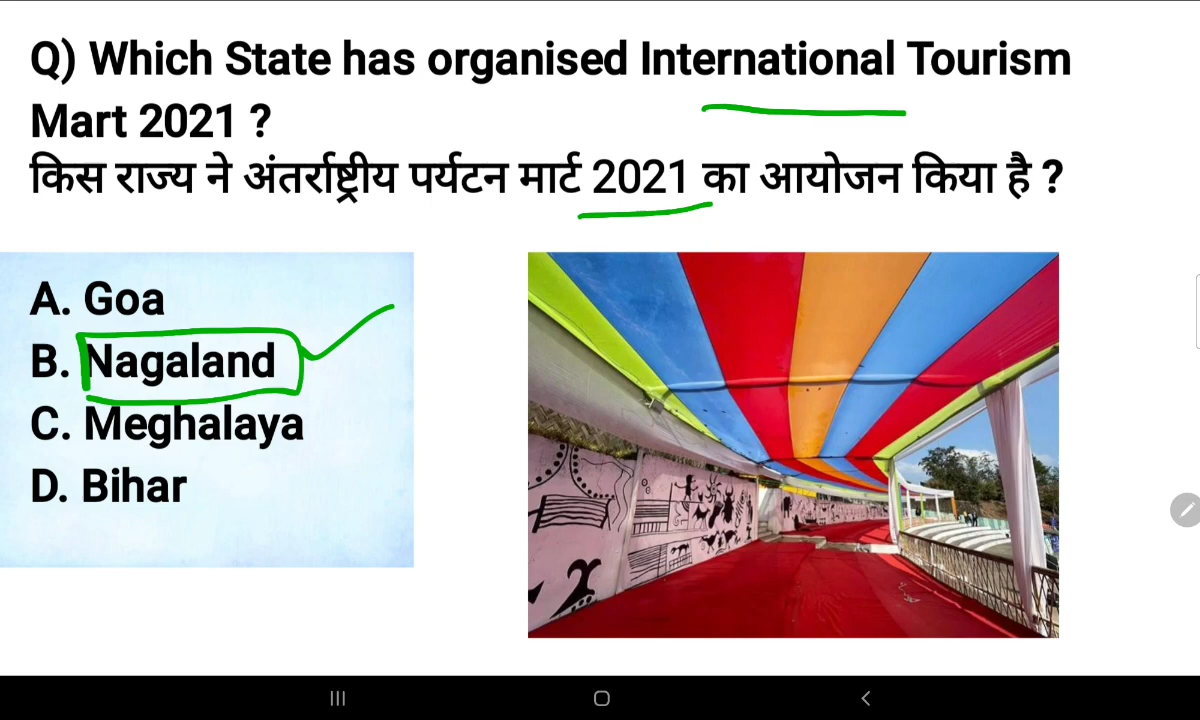 Q) Which State has organised International Tourism
Mart 2021 ?
किस राज्य ने अंतर्राष्ट्रीय पर्यटन मार्ट 2021 का आयोजन किया है ?
A. Goa
B. Nagaland
C. Meghalaya
D. Bihar